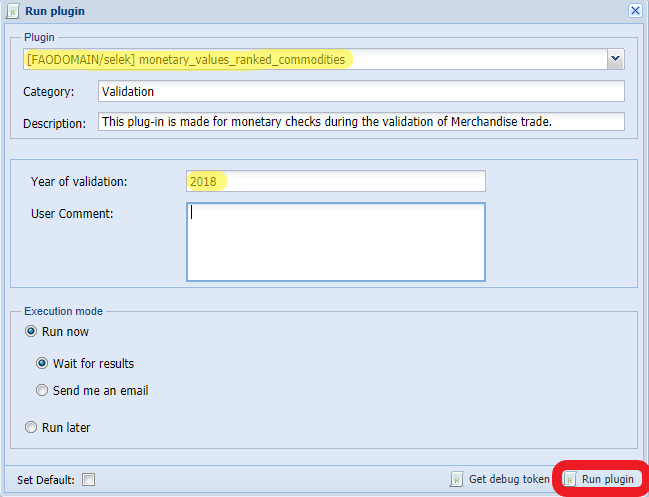 Run plugin
Plugin
[FAODOMAIN/selek] monetary_values_ranked_commodities
Category: Validation
Description: This plug-in is made for monetary checks during the validation of Merchandise trade.
Year of validation: 2018
User Comment:
Execution mode
Run now
Wait for results
Send me an email
Run later
Set Default: Get debug token Run plugin